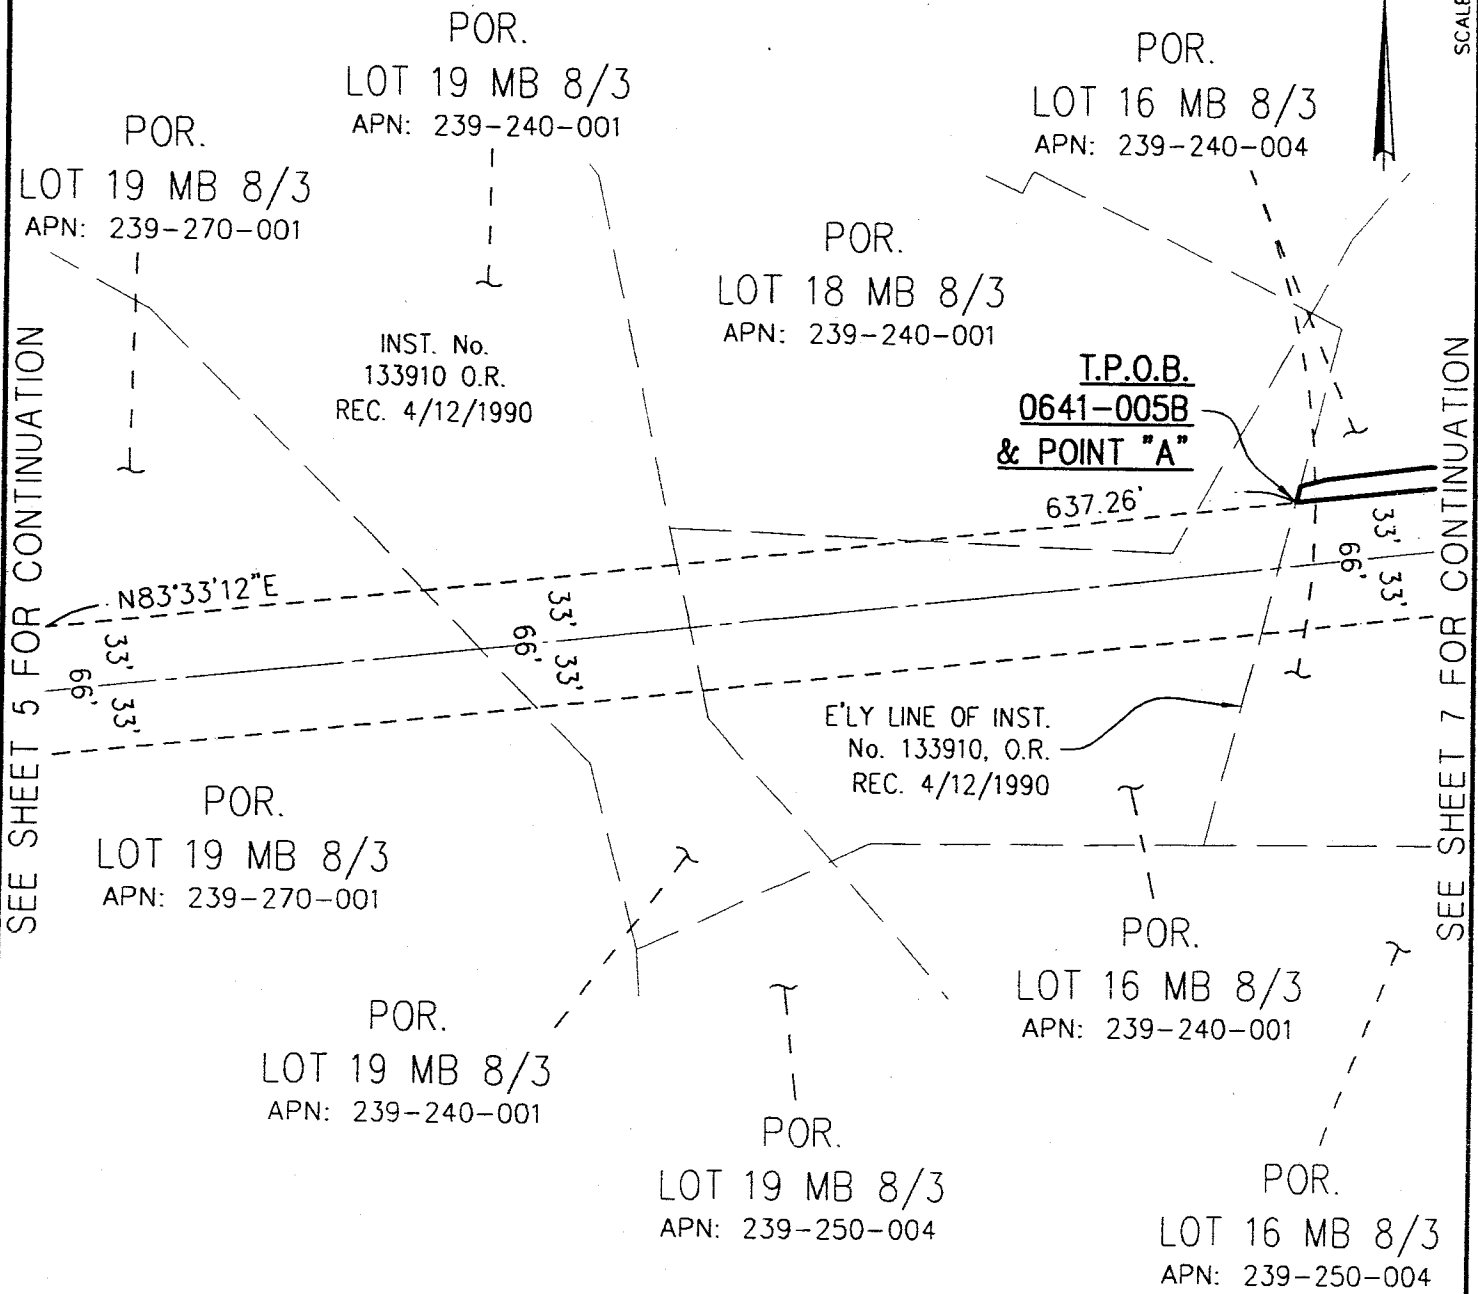 SCALE
POR.
LOT 19 MB 8/3
APN: 239-240-001
POR.
LOT 16 MB 8/3
APN: 239-240-004
POR.
LOT 19 MB 8/3
APN: 239-270-001
POR.
LOT 18 MB 8/3
APN: 239-240-001
INST. No.
133910 O.R.
REC. 4/12/1990
T.P.O.B.
0641-005B
& POINT "A"
637.26'
SEE SHEET 5 FOR CONTINUATION
SEE SHEET 7 FOR CONTINUATION
N83°33'12"E
33'
66'
33'
33'
66'
33'
33'
66'
33'
E'LY LINE OF INST.
No. 133910, O.R.
REC. 4/12/1990
POR.
LOT 19 MB 8/3
APN: 239-270-001
POR.
LOT 16 MB 8/3
APN: 239-240-001
POR.
LOT 19 MB 8/3
APN: 239-240-001
POR.
LOT 19 MB 8/3
APN: 239-250-004
POR.
LOT 16 MB 8/3
APN: 239-250-004